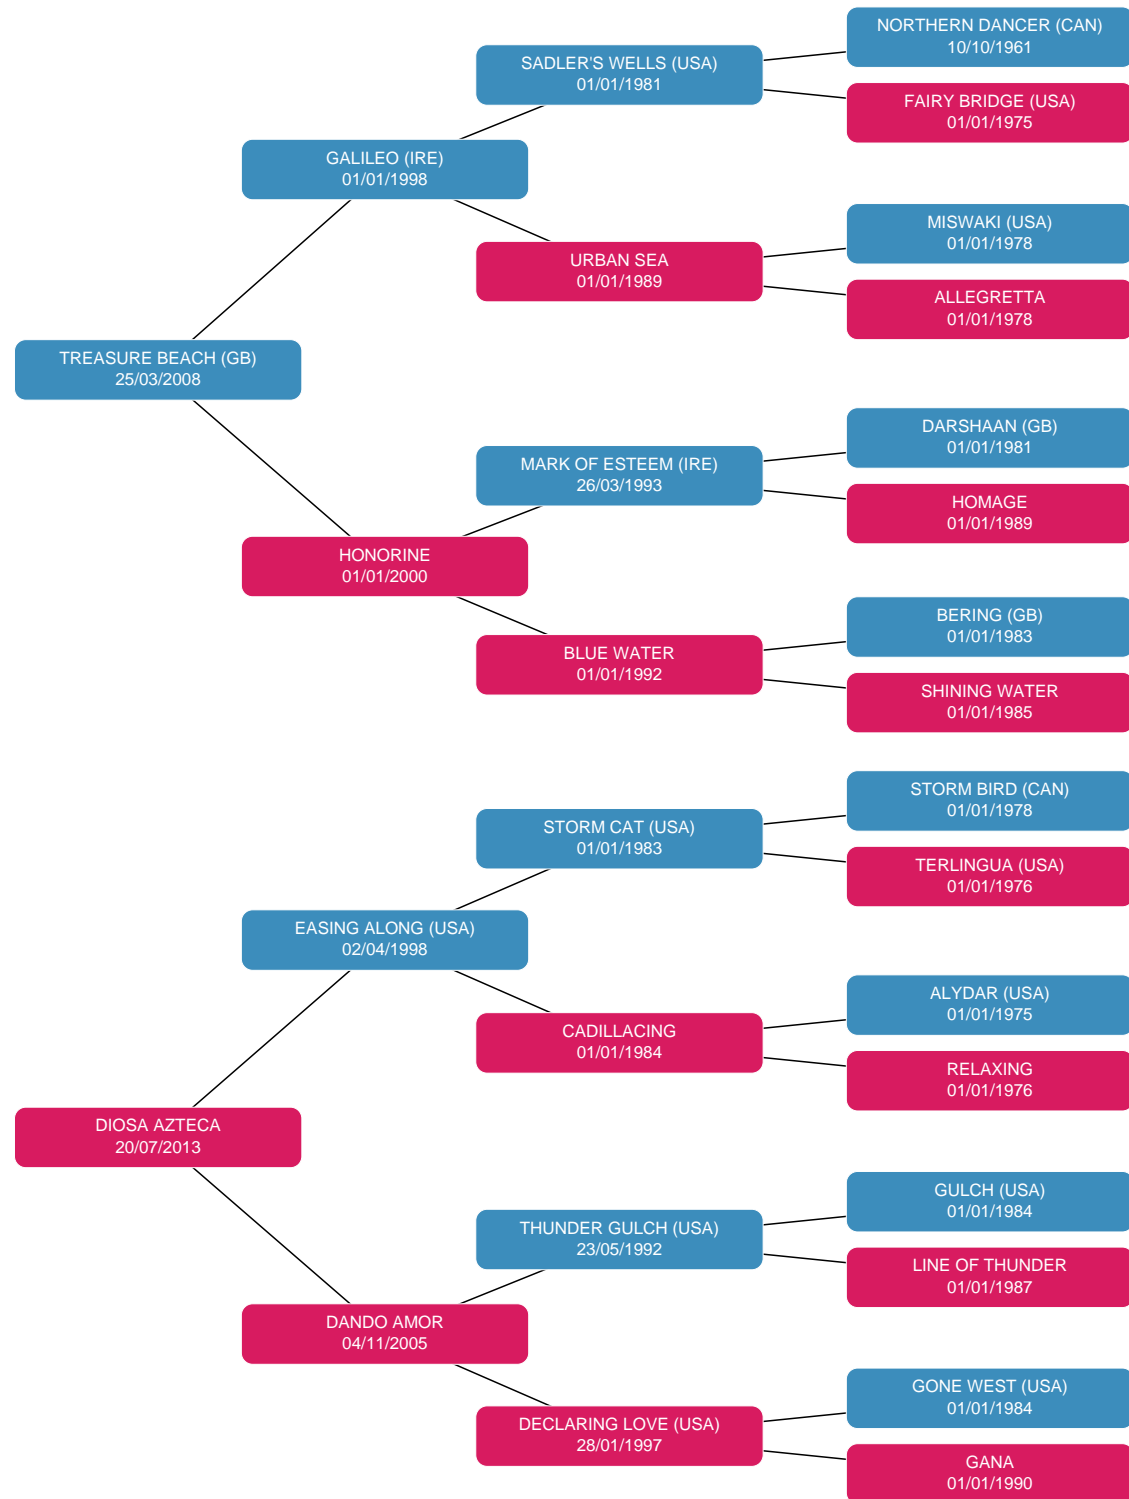 NORTHERN DANCER (CAN)
10/10/1961
SADLER'S WELLS (USA)
01/01/1981
FAIRY BRIDGE (USA)
01/01/1975
GALILEO (IRE)
01/01/1998
MISWAKI (USA)
01/01/1978
URBAN SEA
01/01/1989
ALLEGRETTA
01/01/1978
TREASURE BEACH (GB)
25/03/2008
DARSHAAN (GB)
01/01/1981
MARK OF ESTEEM (IRE)
26/03/1993
HOMAGE
01/01/1989
HONORINE
01/01/2000
BERING (GB)
01/01/1983
BLUE WATER
01/01/1992
SHINING WATER
01/01/1985
STORM BIRD (CAN)
01/01/1978
STORM CAT (USA)
01/01/1983
TERLINGUA (USA)
01/01/1976
EASING ALONG (USA)
02/04/1998
ALYDAR (USA)
01/01/1975
CADILLACING
01/01/1984
RELAXING
01/01/1976
DIOSA AZTECA
20/07/2013
GULCH (USA)
01/01/1984
THUNDER GULCH (USA)
23/05/1992
LINE OF THUNDER
01/01/1987
DANDO AMOR
04/11/2005
GONE WEST (USA)
01/01/1984
DECLARING LOVE (USA)
28/01/1997
GANA
01/01/1990